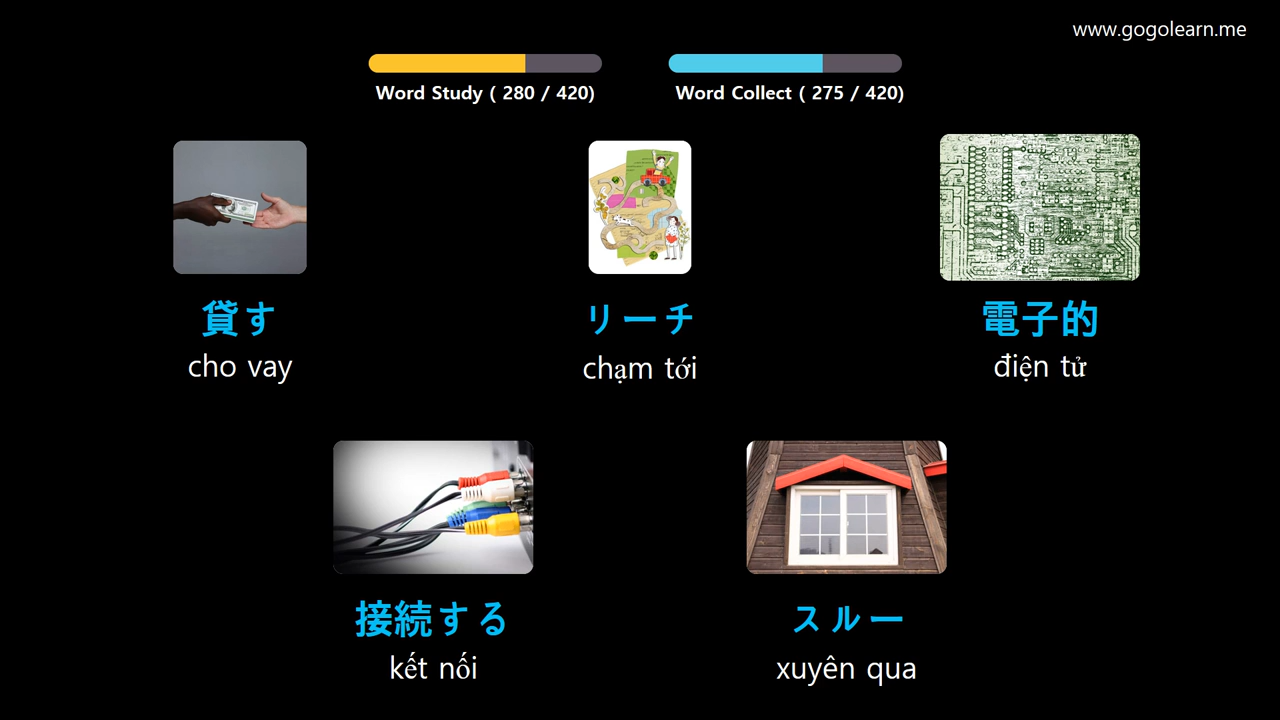 www.gogolearn.me
Word Study ( 280 / 420)
Word Collect ( 275 / 420)
貸す
cho vay
リーチ
chạm tới
電子的
điện tử
接続する
kết nối
スルー
xuyên qua